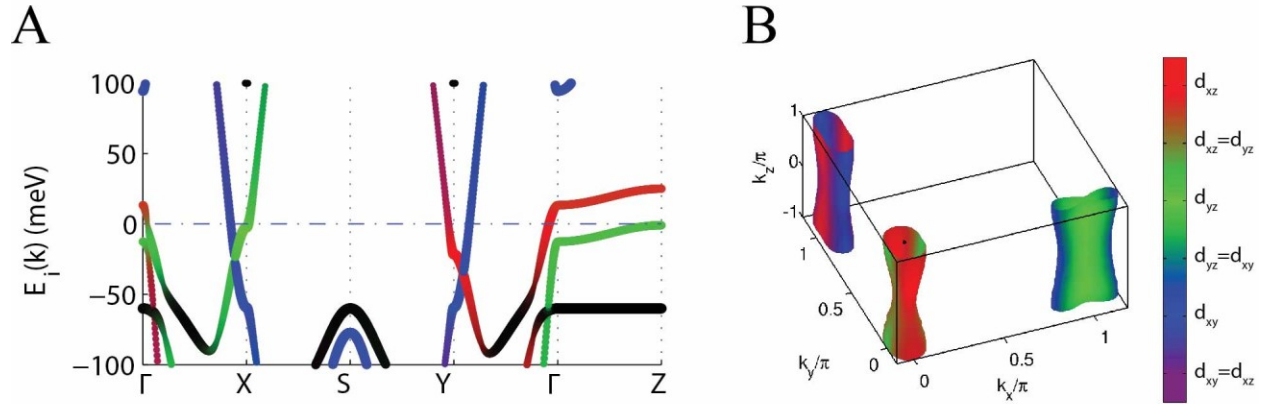 A
E_i(k) (meV)
100
50
0
−50
−100
Γ
X
S
Y
Γ
Z
B
k_z/π
1
0
-1
1
0.5
0
k_y/π
0
0.5
1
k_x/π
d_xz
d_xz=d_yz
d_yz
d_yz=d_xy
d_xy
d_xy=d_xz